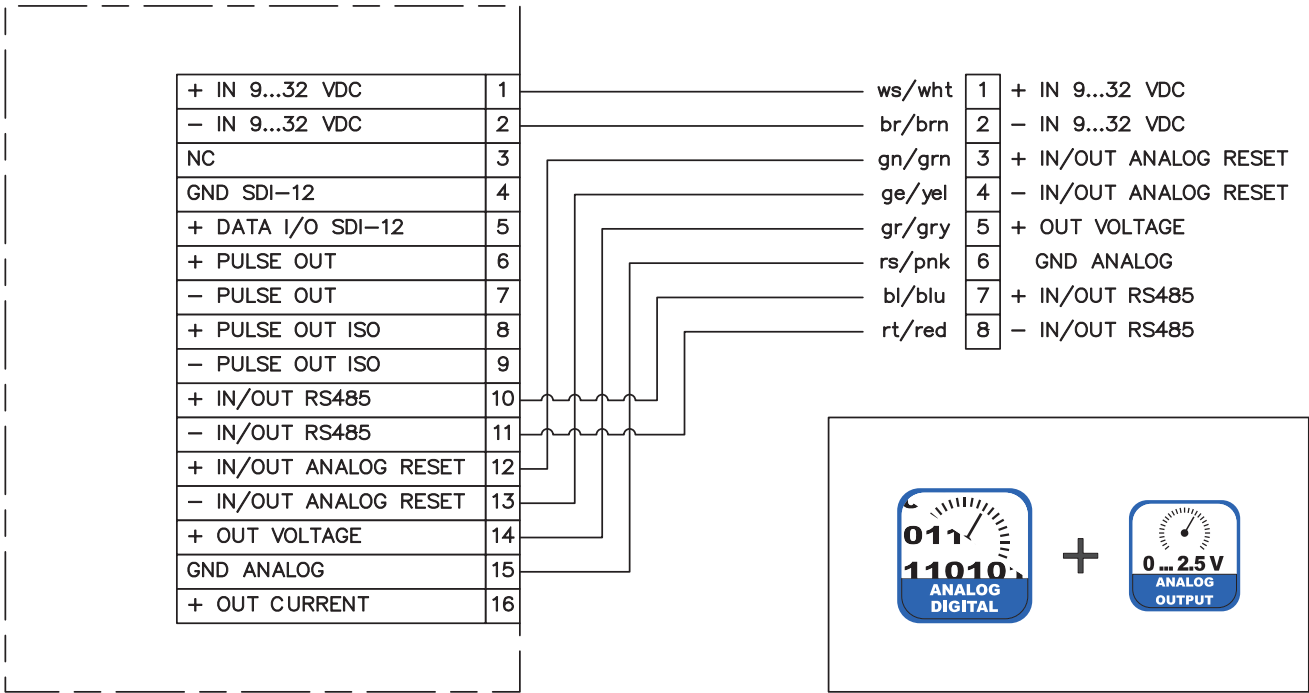 + IN 9...32 VDC 1 ws/wht 1 + IN 9...32 VDC
− IN 9...32 VDC 2 br/brn 2 − IN 9...32 VDC
NC 3 gn/grn 3 + IN/OUT ANALOG RESET
GND SDI−12 4 ge/yel 4 − IN/OUT ANALOG RESET
+ DATA I/O SDI−12 5 gr/gry 5 + OUT VOLTAGE
+ PULSE OUT 6 rs/pnk 6 GND ANALOG
− PULSE OUT 7 bl/blu 7 + IN/OUT RS485
+ PULSE OUT ISO 8 rt/red 8 − IN/OUT RS485
− PULSE OUT ISO 9
+ IN/OUT RS485 10
− IN/OUT RS485 11
+ IN/OUT ANALOG RESET 12
− IN/OUT ANALOG RESET 13
+ OUT VOLTAGE 14
GND ANALOG 15
+ OUT CURRENT 16
011
11010
ANALOG
DIGITAL
+
0 ... 2.5 V
ANALOG
OUTPUT